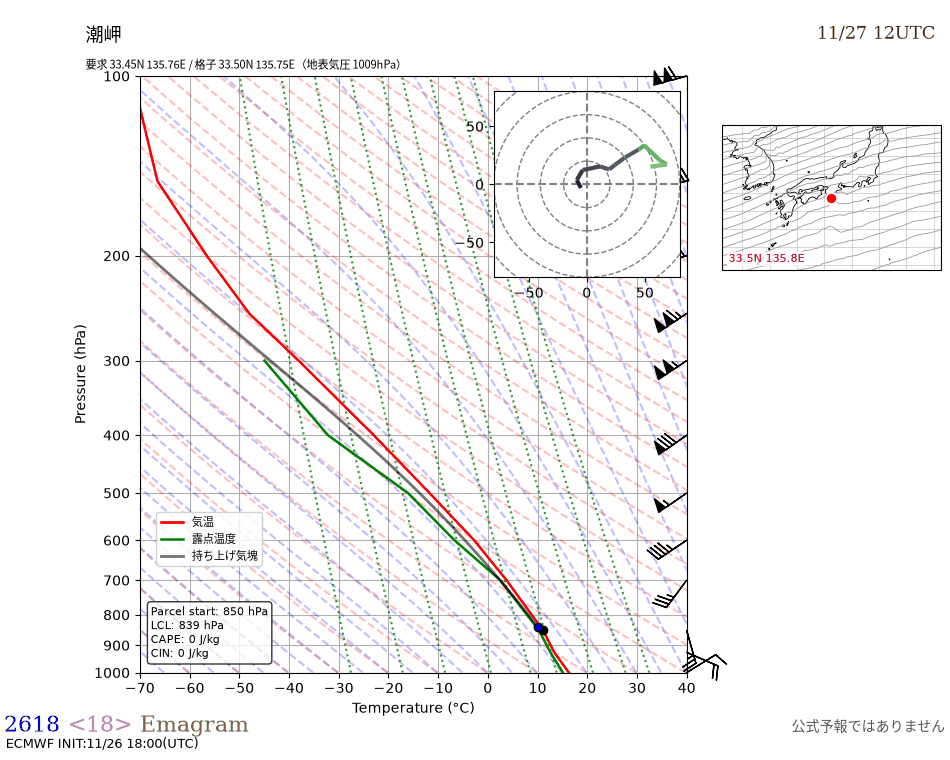 潮岬
11/27 12UTC
要求 33.45N 135.76E / 格子 33.50N 135.75E（地表気圧 1009hPa）
100
200
300
400
500
600
700
800
900
1000
Pressure (hPa)
50
0
−50
−50 0 50
33.5N 135.8E
気温
露点温度
持ち上げ気塊
Parcel start: 850 hPa
LCL: 839 hPa
CAPE: 0 J/kg
CIN: 0 J/kg
−70 −60 −50 −40 −30 −20 −10 0 10 20 30 40
Temperature (°C)
2618 <18> Emagram
公式予報ではありません
ECMWF INIT:11/26 18:00(UTC)